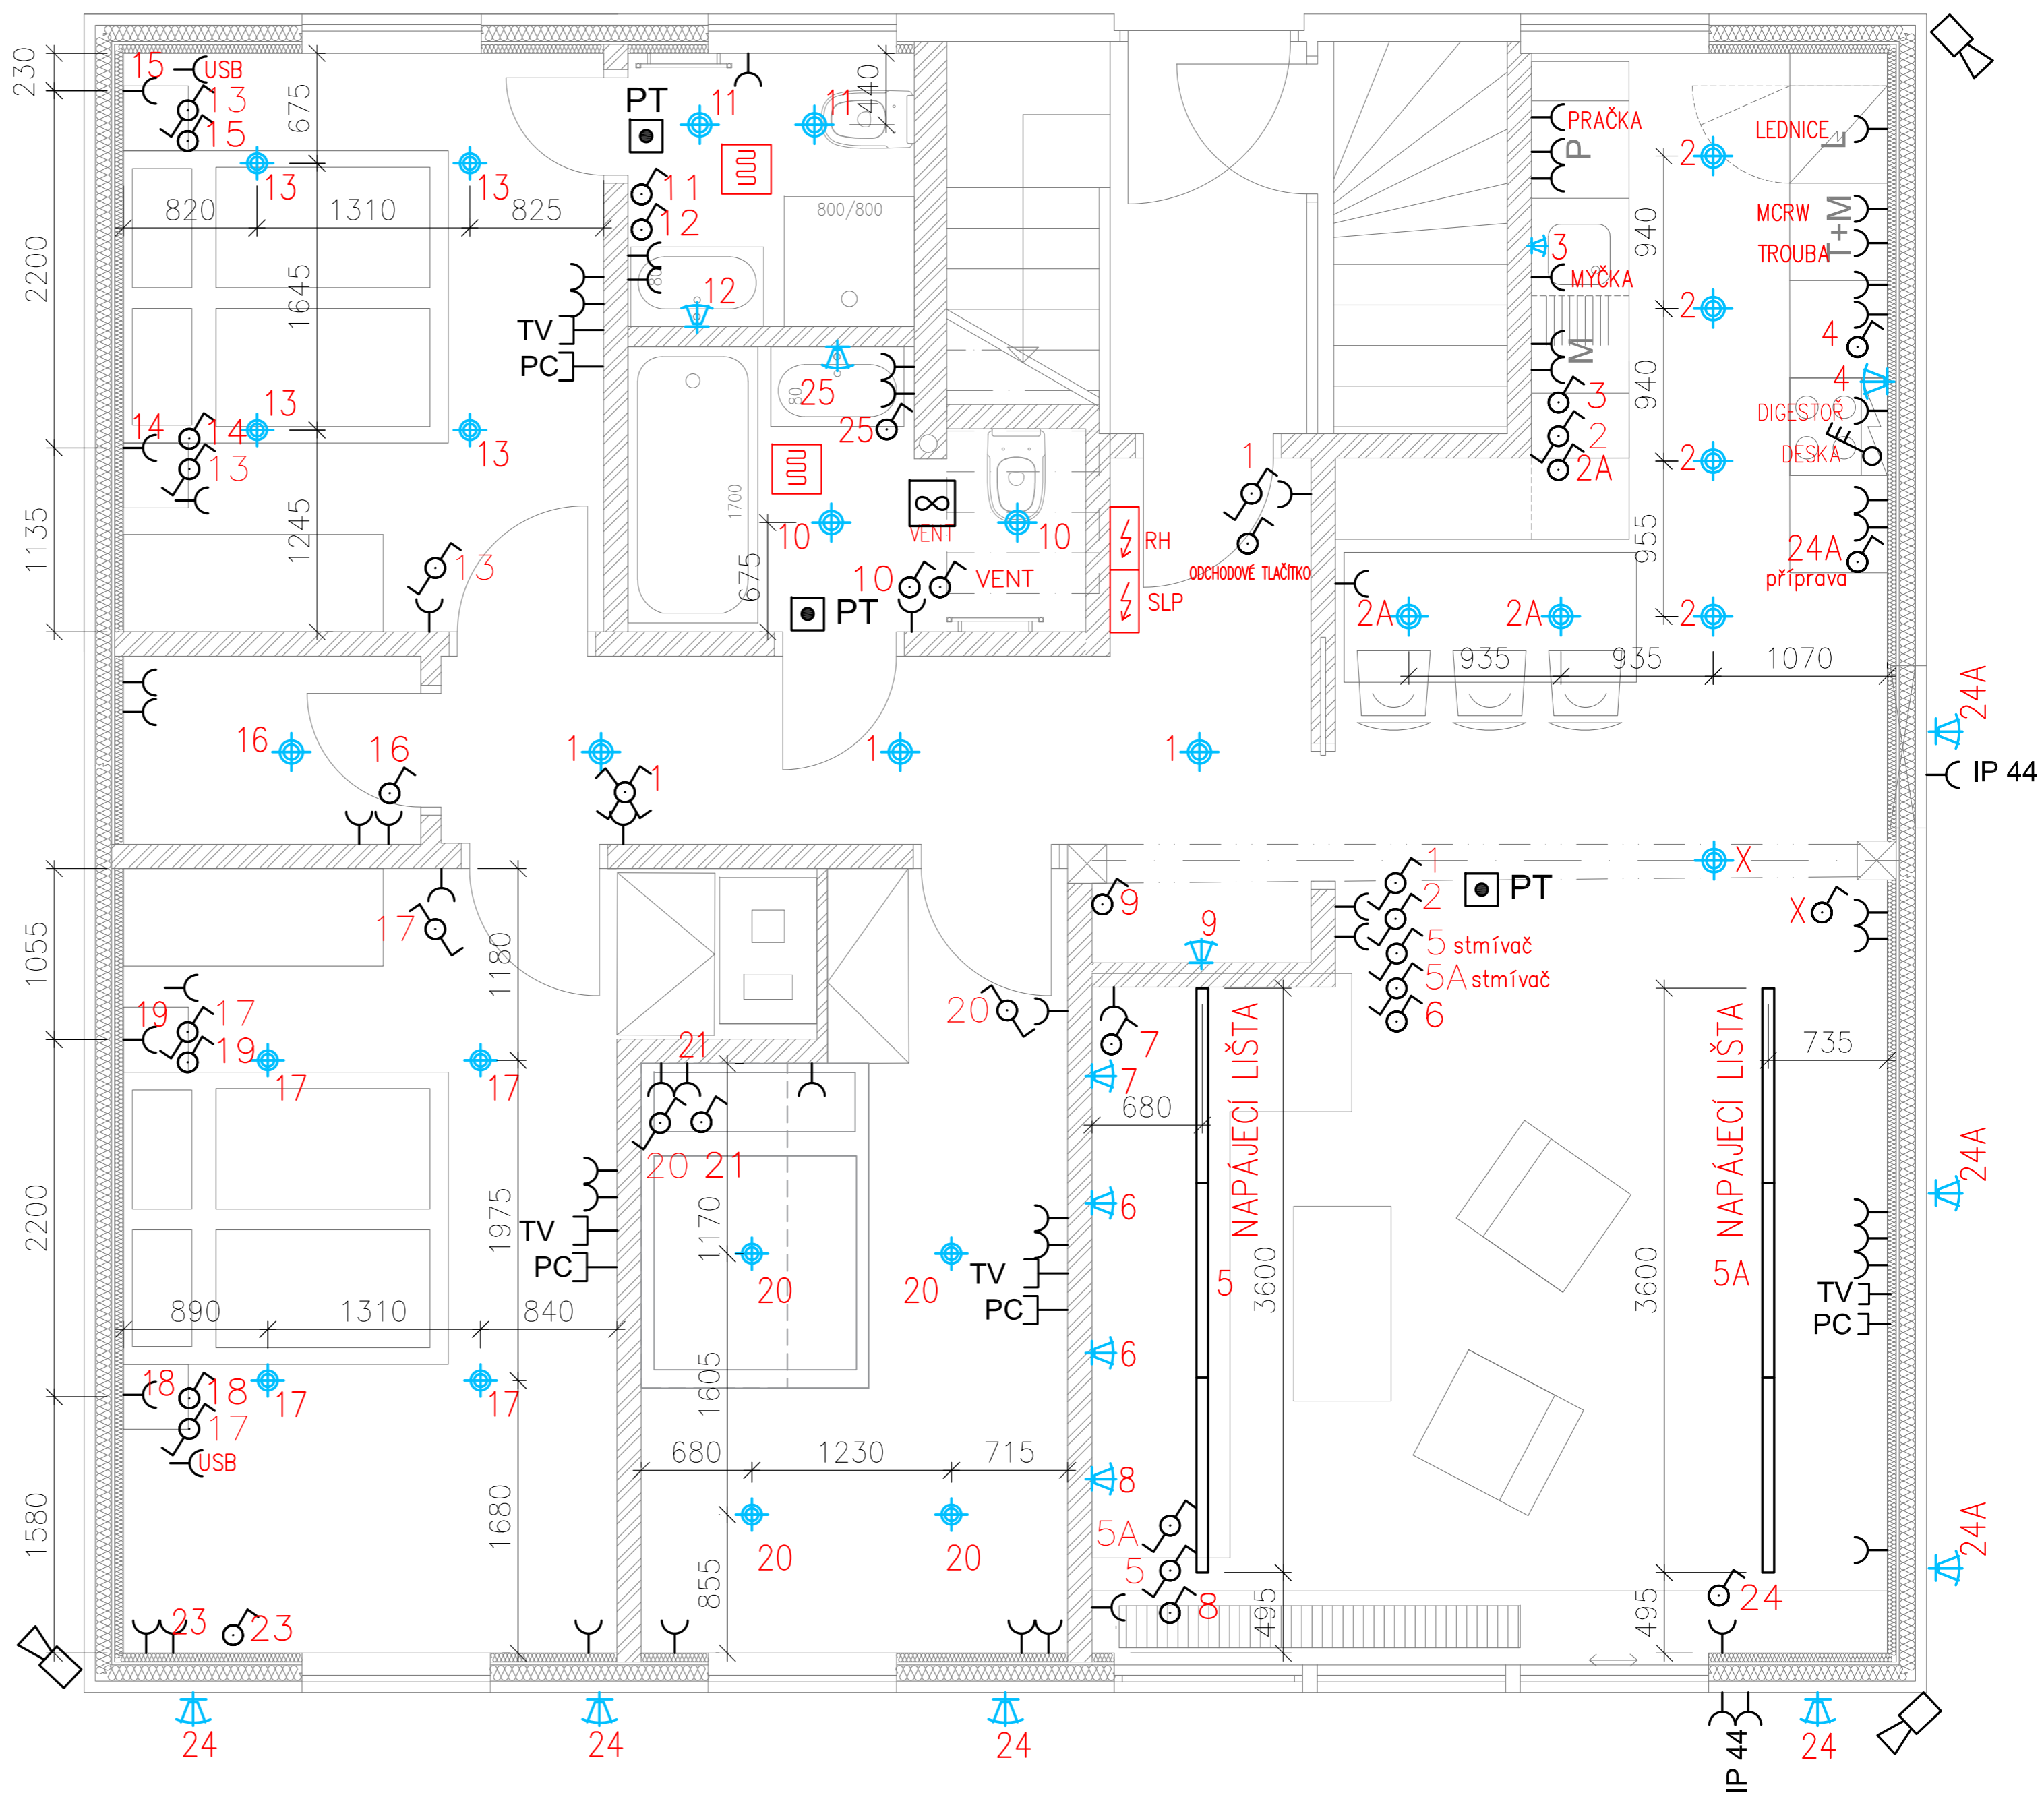 230
2200
1135
1055
2200
1580
15
USB
13
15
675
13
13
820
1310
825
1645
13
13
14
14
13
1245
13
TV
PC
PT
11
11
440
11
12
800/800
80
12
25
80
25
1700
10
VENT
10
675
10
VENT
PT
RH
SLP
1
ODCHODOVÉ TLAČÍTKO
PRAČKA
P
3
MYČKA
M
3
2
2A
2
940
2
940
2
955
2A
2A
2
935
935
1070
LEDNICE
L
MCRW
T+M
TROUBA
4
4
DIGESTOŘ
E
DESKA
24A
příprava
24A
IP 44
16
16
1
1
1
1
X
X
17
1180
19
17
19
17
17
1975
TV
PC
890
1310
840
18
18
17
17
17
USB
1680
23
23
21
20
20
21
1170
20
20
TV
PC
1605
680
1230
715
20
20
855
9
9
1
2
PT
5 stmívač
5A stmívač
6
7
7
680
NAPÁJECÍ LIŠTA
5
6
6
3600
8
5A
5
8
495
NAPÁJECÍ LIŠTA
5A
3600
735
24A
TV
PC
24A
24
495
24
24
24
24
IP 44